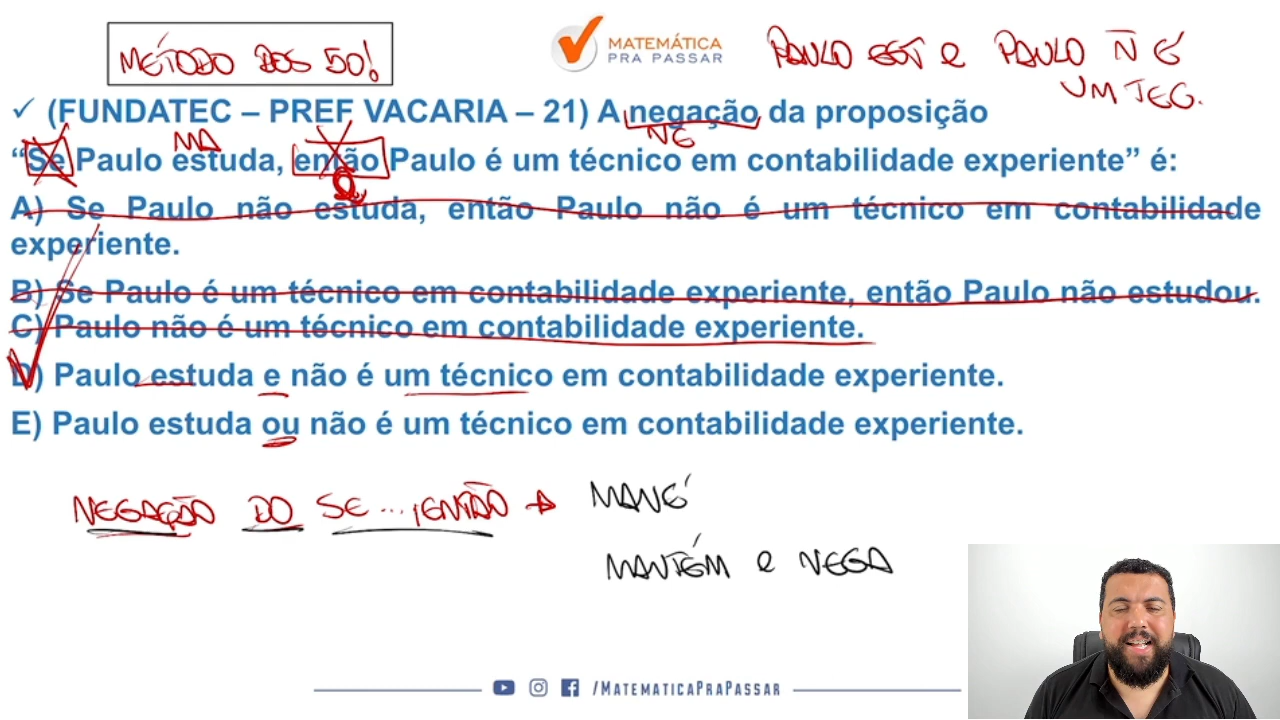 MÉTODO DOS 50!
MATEMÁTICA
PRA PASSAR
PAULO EST e PAULO Ñ É
UM TEC.
✓ (FUNDATEC – PREF VACARIA – 21) A negação da proposição
MA NE
“Se Paulo estuda, então Paulo é um técnico em contabilidade experiente” é:
e
A) Se Paulo não estuda, então Paulo não é um técnico em contabilidade
experiente.
B) Se Paulo é um técnico em contabilidade experiente, então Paulo não estudou.
C) Paulo não é um técnico em contabilidade experiente.
D) Paulo estuda e não é um técnico em contabilidade experiente.
E) Paulo estuda ou não é um técnico em contabilidade experiente.
NEGAÇÃO DO SE...,ENTÃO → MANÉ
MANTÉM e NEGA
/MATEMATICAPRAPASSAR